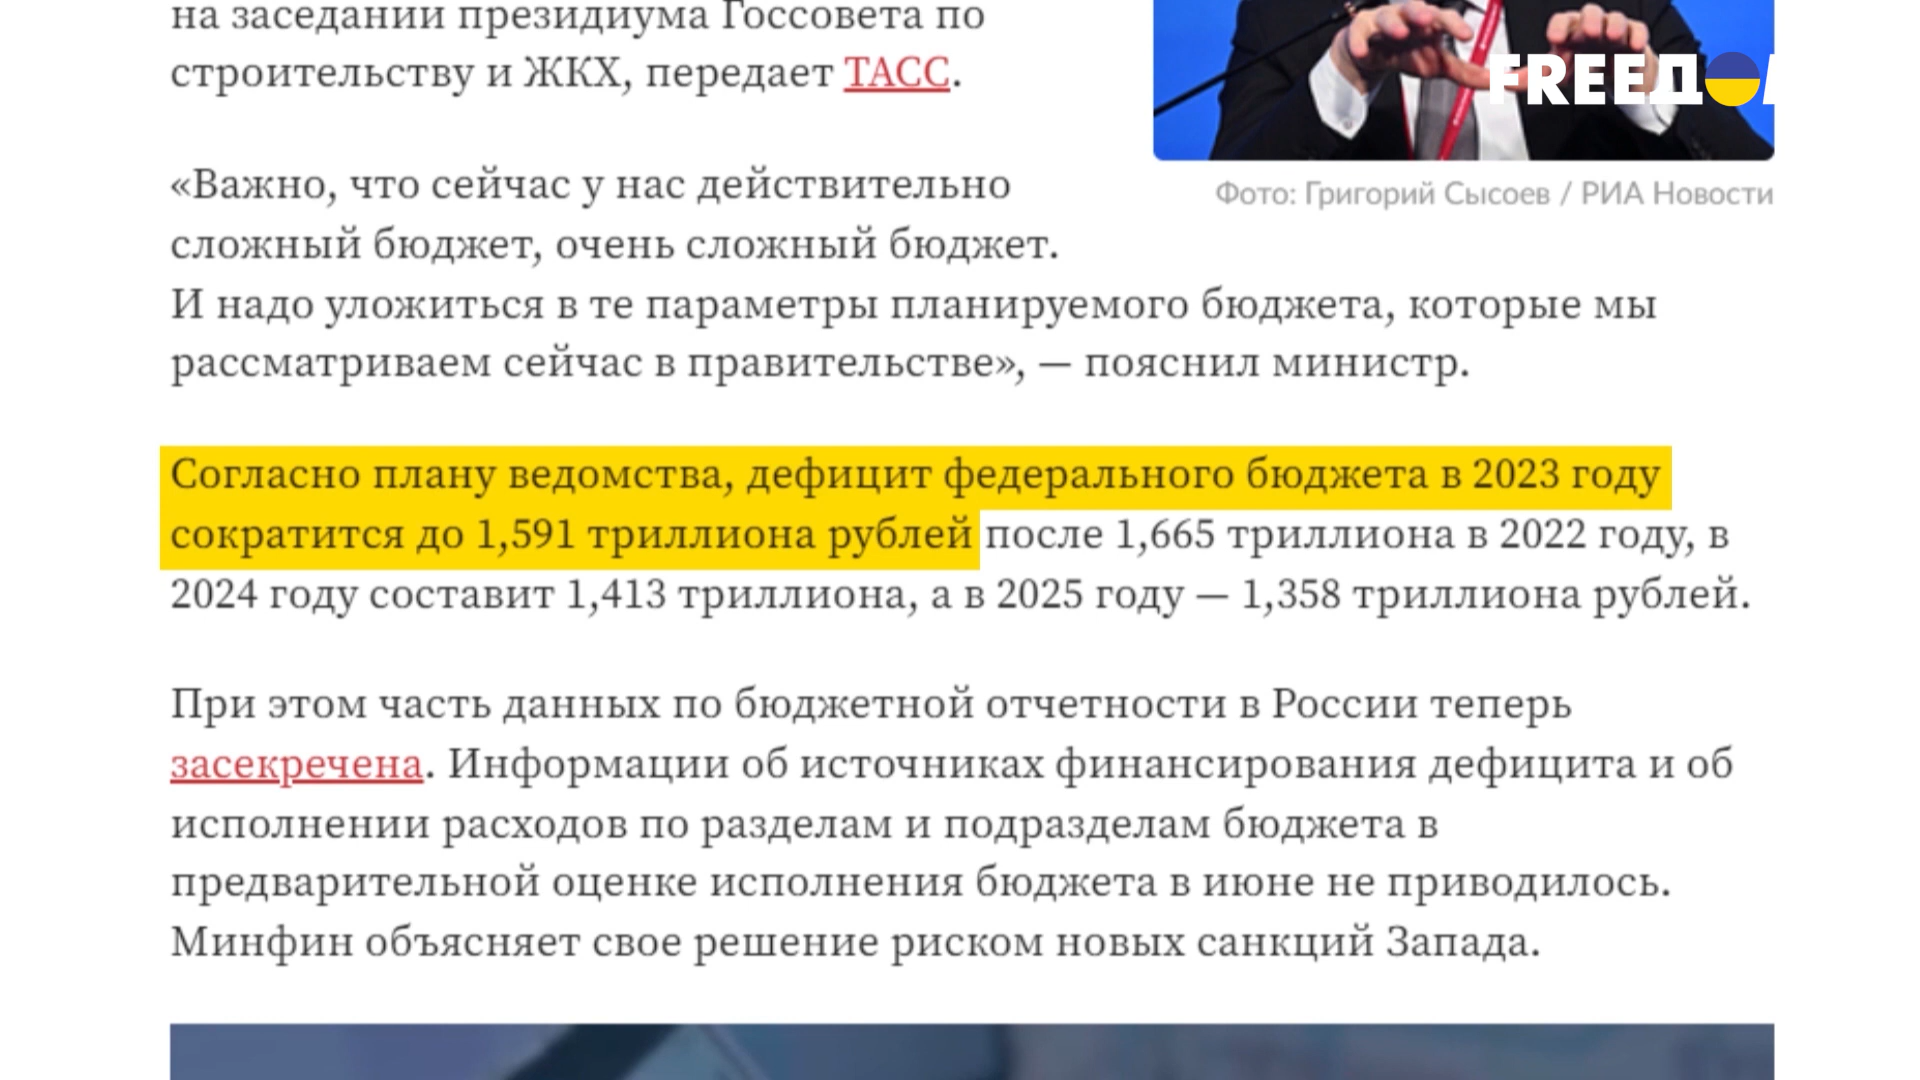 на заседании президиума Госсовета по
строительству и ЖКХ, передает ТАСС.
FREEДО
Фото: Григорий Сысоев / РИА Новости
«Важно, что сейчас у нас действительно
сложный бюджет, очень сложный бюджет.
И надо уложиться в те параметры планируемого бюджета, которые мы
рассматриваем сейчас в правительстве», — пояснил министр.
Согласно плану ведомства, дефицит федерального бюджета в 2023 году
сократится до 1,591 триллиона рублей после 1,665 триллиона в 2022 году, в
2024 году составит 1,413 триллиона, а в 2025 году — 1,358 триллиона рублей.
При этом часть данных по бюджетной отчетности в России теперь
засекречена. Информации об источниках финансирования дефицита и об
исполнении расходов по разделам и подразделам бюджета в
предварительной оценке исполнения бюджета в июне не приводилось.
Минфин объясняет свое решение риском новых санкций Запада.